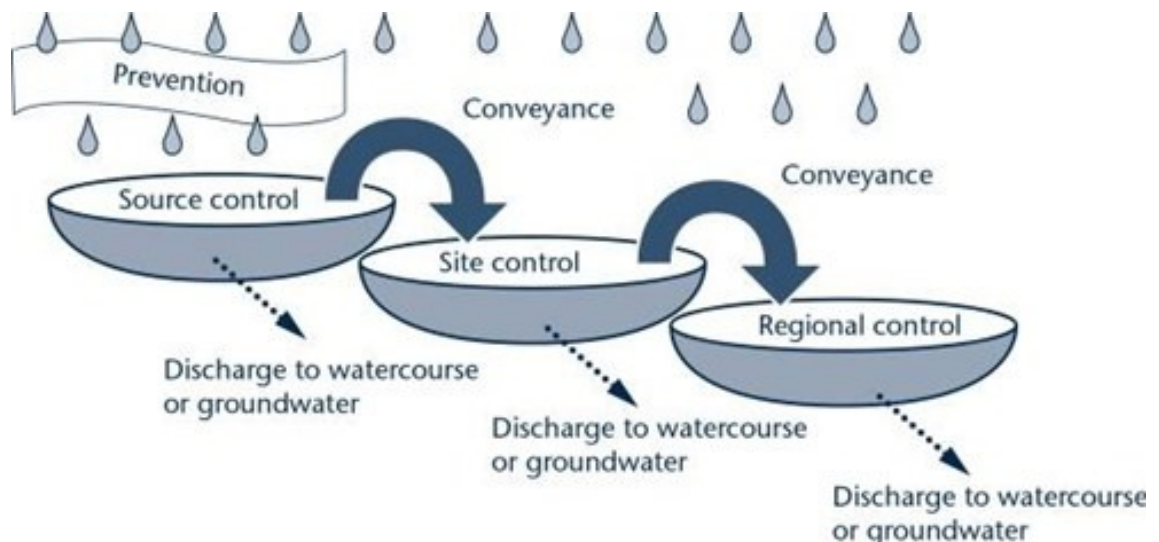 Prevention
Conveyance
Conveyance
Source control
Site control
Regional control
Discharge to watercourse
or groundwater
Discharge to watercourse
or groundwater
Discharge to watercourse
or groundwater